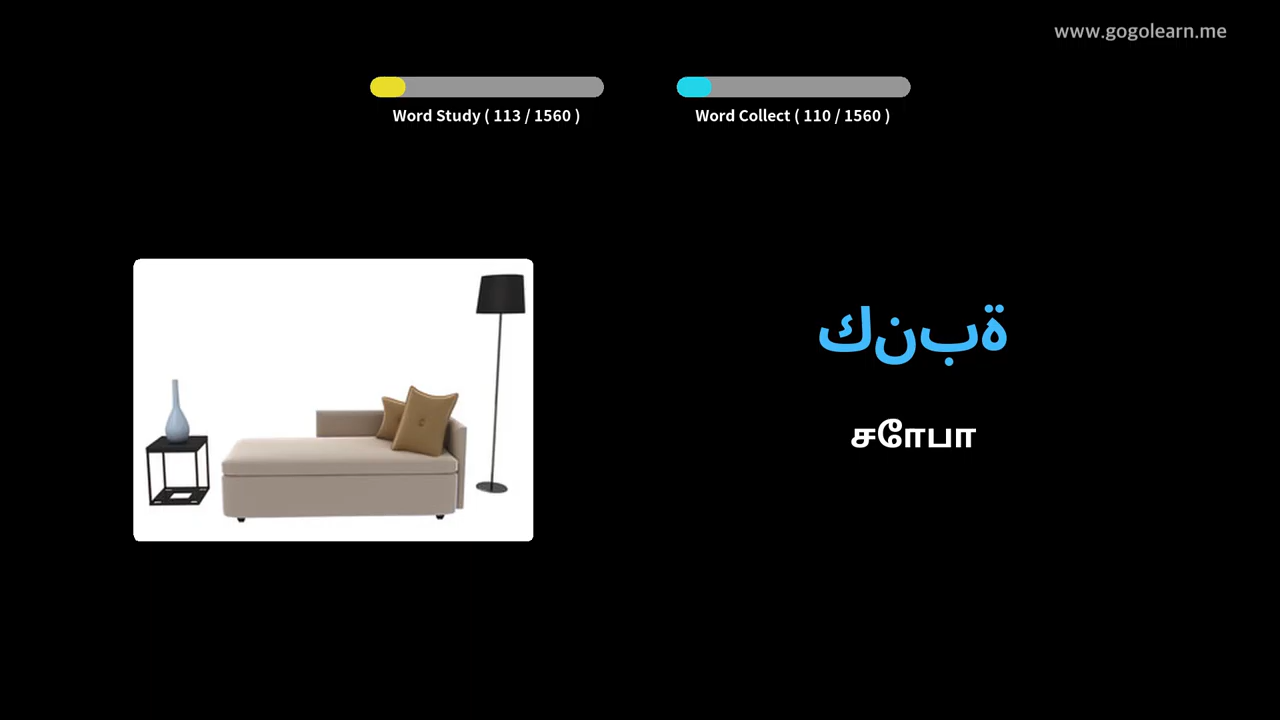 www.gogolearn.me
Word Study ( 113 / 1560 )
Word Collect ( 110 / 1560 )
كنبة
சோபா